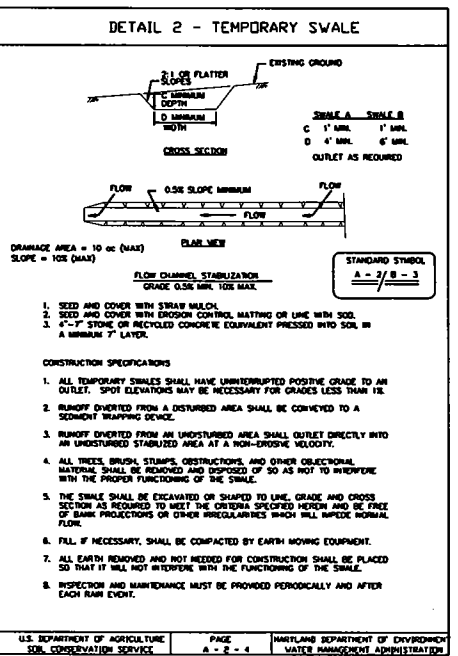 DETAIL 2 - TEMPORARY SWALE
EXISTING GROUND
2:1 OR FLATTER
SLOPES
C MINIMUM
DEPTH
D MINIMUM
WIDTH
CROSS SECTION
SWALE A SWALE B
C 1' MIN. 1' MIN.
D 4' MIN. 6' MIN.
OUTLET AS REQUIRED
FLOW
0.5% SLOPE MINIMUM
FLOW
FLOW
PLAN VIEW
DRAINAGE AREA = 10 ac (MAX)
SLOPE = 10% (MAX)
STANDARD SYMBOL
A - 2/ B - 3
FLOW CHANNEL STABILIZATION
GRADE 0.5% MIN. 10% MAX.
1. SEED AND COVER WITH STRAW MULCH.
2. SEED AND COVER WITH EROSION CONTROL MATTING OR LINE WITH SOD.
3. 4"-7" STONE OR RECYCLED CONCRETE EQUIVALENT PRESSED INTO SOIL IN
A MINIMUM 7" LAYER.
CONSTRUCTION SPECIFICATIONS
1. ALL TEMPORARY SWALES SHALL HAVE UNINTERRUPTED POSITIVE GRADE TO AN
OUTLET. SPOT ELEVATIONS MAY BE NECESSARY FOR GRADES LESS THAN 1%.
2. RUNOFF DIVERTED FROM A DISTURBED AREA SHALL BE CONVEYED TO A
SEDIMENT TRAPPING DEVICE.
3. RUNOFF DIVERTED FROM AN UNDISTURBED AREA SHALL OUTLET DIRECTLY INTO
AN UNDISTURBED STABILIZED AREA AT A NON-EROSIVE VELOCITY.
4. ALL TREES, BRUSH, STUMPS, OBSTRUCTIONS, AND OTHER OBJECTIONAL
MATERIAL SHALL BE REMOVED AND DISPOSED OF SO AS NOT TO INTERFERE
WITH THE PROPER FUNCTIONING OF THE SWALE.
5. THE SWALE SHALL BE EXCAVATED OR SHAPED TO LINE, GRADE AND CROSS
SECTION AS REQUIRED TO MEET THE CRITERIA SPECIFIED HEREIN AND BE FREE
OF BANK PROJECTIONS OR OTHER IRREGULARITIES WHICH WILL IMPEDE NORMAL
FLOW.
6. FILL, IF NECESSARY, SHALL BE COMPACTED BY EARTH MOVING EQUIPMENT.
7. ALL EARTH REMOVED AND NOT NEEDED FOR CONSTRUCTION SHALL BE PLACED
SO THAT IT WILL NOT INTERFERE WITH THE FUNCTIONING OF THE SWALE.
8. INSPECTION AND MAINTENANCE MUST BE PROVIDED PERIODICALLY AND AFTER
EACH RAIN EVENT.
U.S. DEPARTMENT OF AGRICULTURE PAGE MARYLAND DEPARTMENT OF ENVIRONMEN
SOIL CONSERVATION SERVICE A - 2 - 4 WATER MANAGEMENT ADMINISTRATION